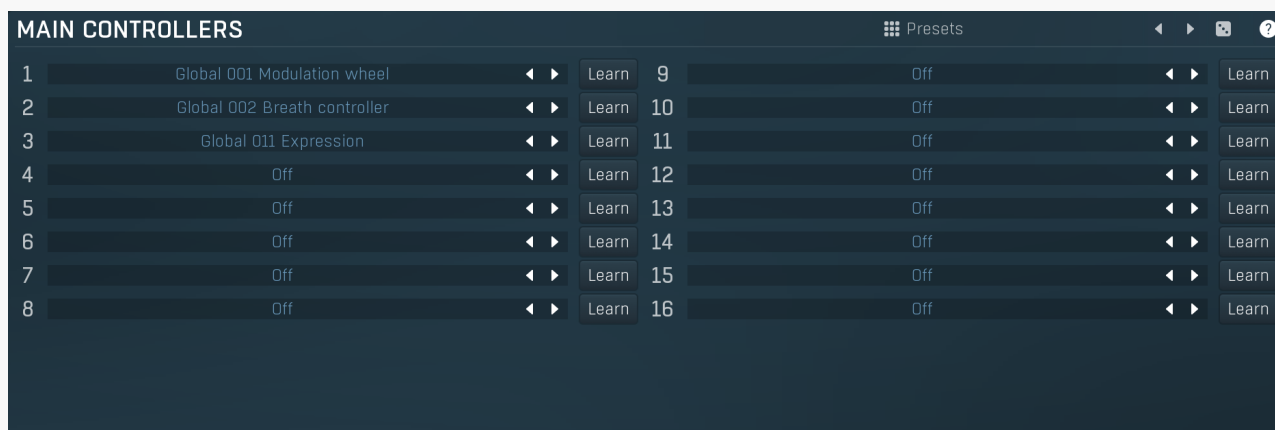 MAIN CONTROLLERS Presets ?
1 Global 001 Modulation wheel Learn 9 Off Learn
2 Global 002 Breath controller Learn 10 Off Learn
3 Global 011 Expression Learn 11 Off Learn
4 Off Learn 12 Off Learn
5 Off Learn 13 Off Learn
6 Off Learn 14 Off Learn
7 Off Learn 15 Off Learn
8 Off Learn 16 Off Learn